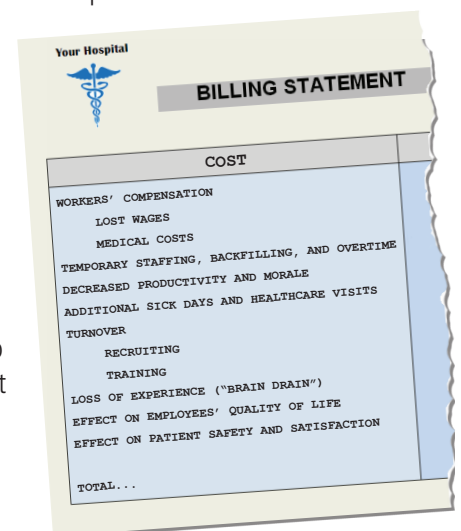 Your Hospital
BILLING STATEMENT
COST
WORKERS' COMPENSATION
LOST WAGES
MEDICAL COSTS
TEMPORARY STAFFING, BACKFILLING, AND OVERTIME
DECREASED PRODUCTIVITY AND MORALE
ADDITIONAL SICK DAYS AND HEALTHCARE VISITS
TURNOVER
RECRUITING
TRAINING
LOSS OF EXPERIENCE ("BRAIN DRAIN")
EFFECT ON EMPLOYEES' QUALITY OF LIFE
EFFECT ON PATIENT SAFETY AND SATISFACTION
TOTAL...